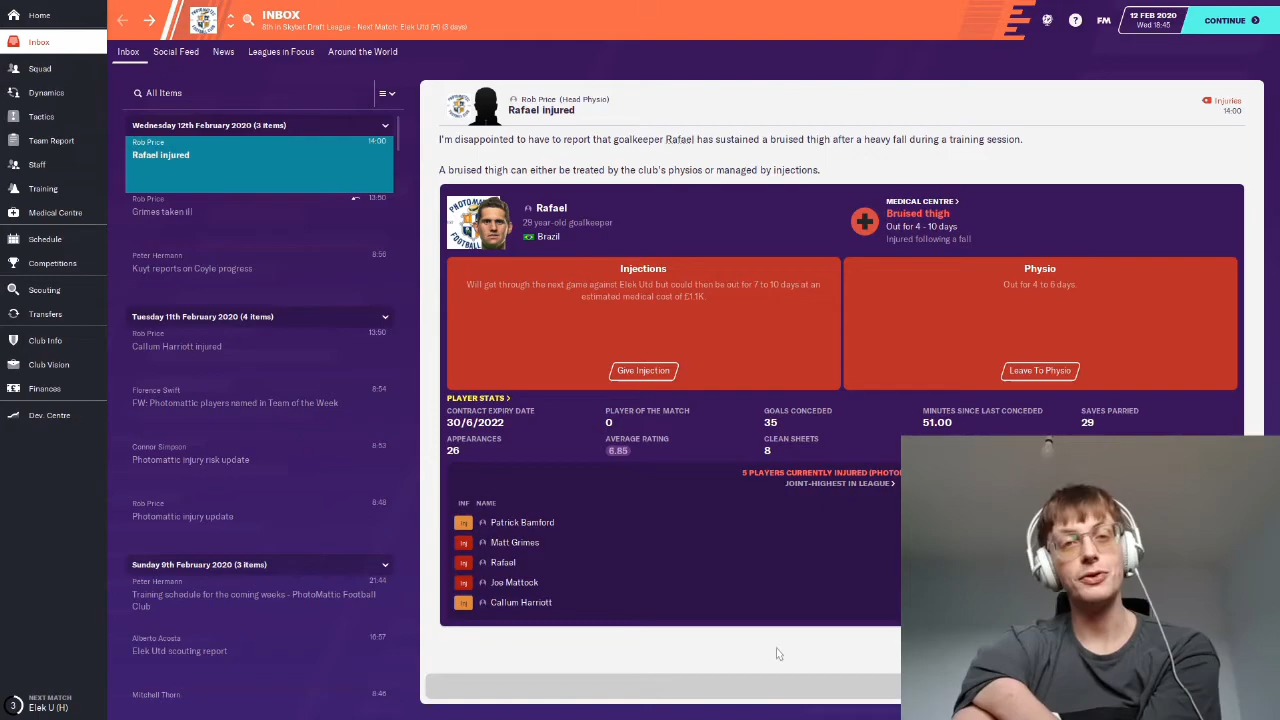 INBOX
8th in Skybet Draft League - Next Match: Elek Utd (H) (3 days)
FM
12 FEB 2020
Wed 18:45
CONTINUE
Inbox
Squad
Dynamics
Tactics
Team Report
Staff
Training
Medical Centre
Schedule
Competitions
Scouting
Transfers
Club Info
Club Vision
Finances
Dev. Centre
3
NEXT MATCH
Elek U (H)
Inbox
Social Feed
News
Leagues in Focus
Around the World
All Items
Wednesday 12th February 2020 (3 items)
Rob Price 14:00
Rafael injured
Rob Price 13:50
Grimes taken ill
Peter Hermann 8:56
Kuyt reports on Coyle progress
Tuesday 11th February 2020 (4 items)
Rob Price 13:50
Callum Harriott injured
Florence Swift 8:54
FW: Photomattic players named in Team of the Week
Connor Simpson 8:53
Photomattic injury risk update
Rob Price 8:48
Photmattic injury update
Sunday 9th February 2020 (3 items)
Peter Hermann 21:44
Training schedule for the coming weeks - PhotoMattic Football
Club
Alberto Acosta 16:57
Elek Utd scouting report
Mitchell Thorn 8:46
Rob Price (Head Physio)
Rafael injured
Injuries
14:00
I'm disappointed to have to report that goalkeeper Rafael has sustained a bruised thigh after a heavy fall during a training session.
A bruised thigh can either be treated by the club's physios or managed by injections.
Rafael
29 year-old goalkeeper
Brazil
MEDICAL CENTRE >
Bruised thigh
Out for 4 - 10 days
Injured following a fall
Injections
Will get through the next game against Elek Utd but could then be out for 7 to 10 days at an
estimated medical cost of £1.1K.
Give Injection
Physio
Out for 4 to 6 days.
Leave To Physio
PLAYER STATS >
CONTRACT EXPIRY DATE
30/6/2022
PLAYER OF THE MATCH
0
GOALS CONCEDED
35
MINUTES SINCE LAST CONCEDED
51.00
SAVES PARRIED
29
APPEARANCES
26
AVERAGE RATING
6.85
CLEAN SHEETS
8
5 PLAYERS CURRENTLY INJURED
JOINT-HIGHEST IN LEAGUE >
INF NAME
Inj Patrick Bamford
Inj Matt Grimes
Inj Rafael
Inj Joe Mattock
Inj Callum Harriott